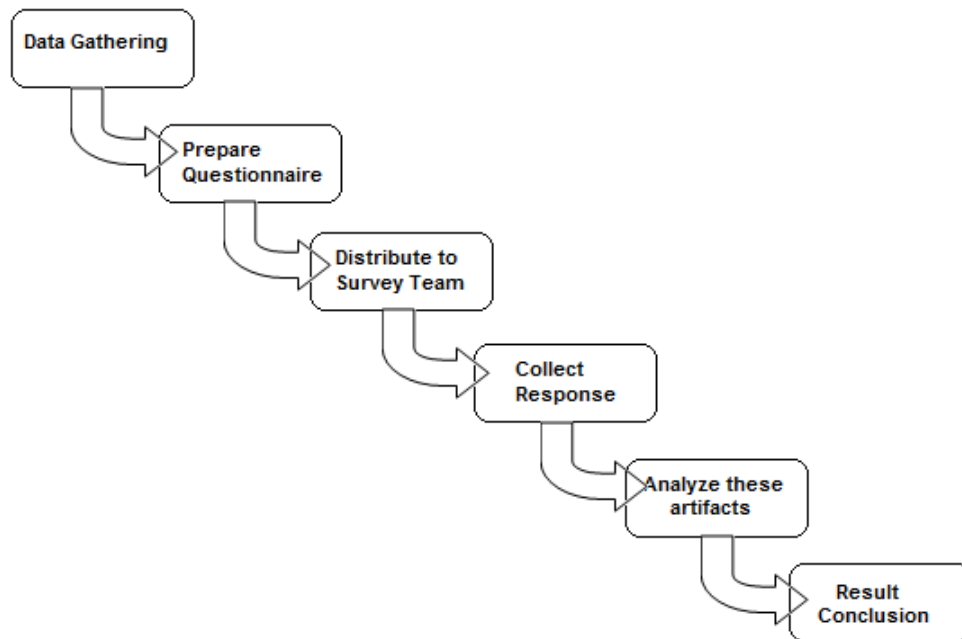 Data Gathering
Prepare
Questionnaire
Distribute to
Survey Team
Collect
Response
Analyze these
artifacts
Result
Conclusion